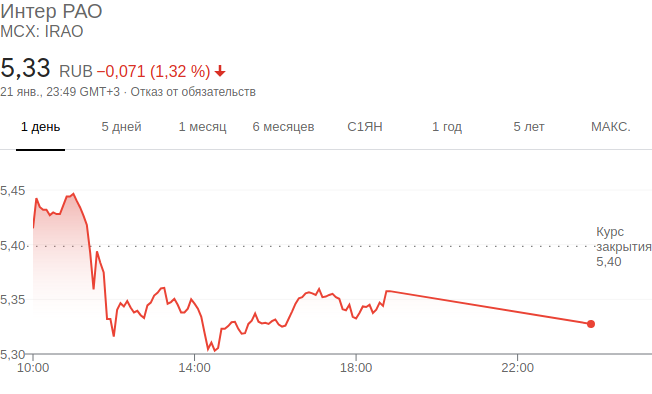 Интер РАО
MCX: IRAO
5,33 RUB −0,071 (1,32 %)
21 янв., 23:49 GMT+3 · Отказ от обязательств
1 день 5 дней 1 месяц 6 месяцев С1ЯН 1 год 5 лет МАКС.
5,45
5,40
5,35
5,30
Курс
закрытия
5,40
10:00 14:00 18:00 22:00